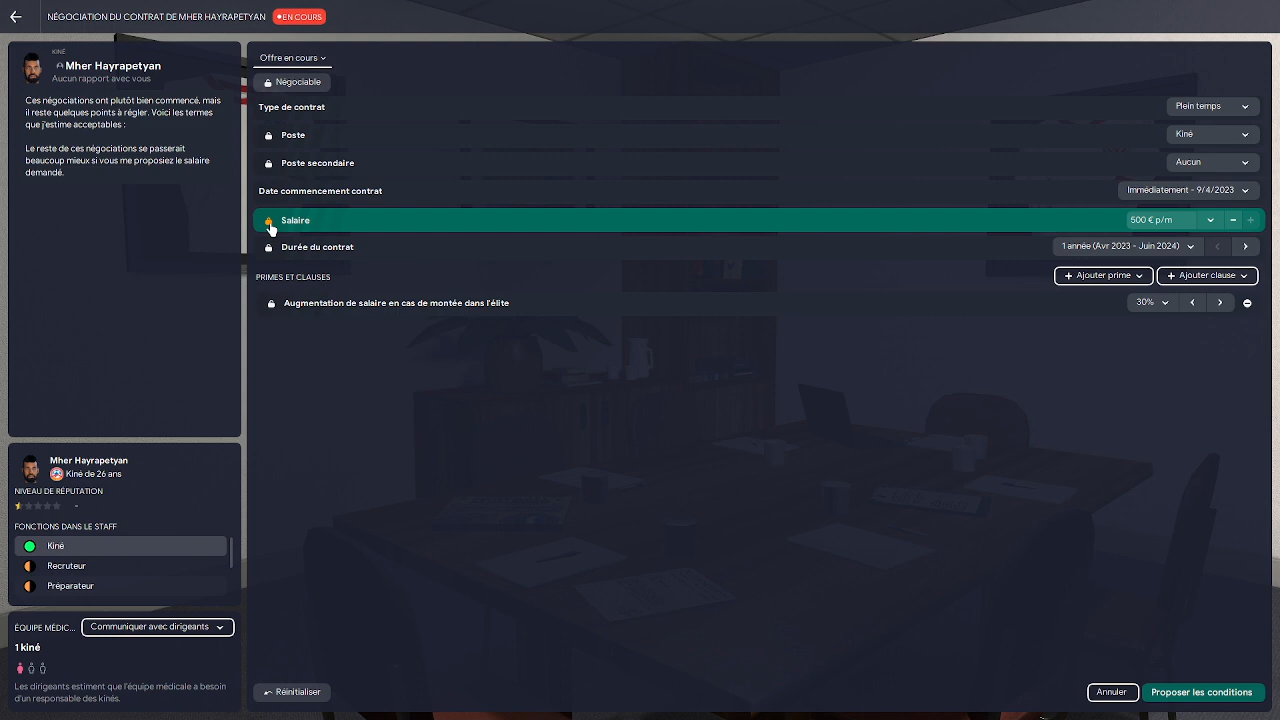 NÉGOCIATION DU CONTRAT DE MHER HAYRAPETYAN
EN COURS
KINÉ
Mher Hayrapetyan
Aucun rapport avec vous
Ces négociations ont plutôt bien commencé, mais
il reste quelques points à régler. Voici les termes
que j'estime acceptables :
Le reste de ces négociations se passerait
beaucoup mieux si vous me proposiez le salaire
demandé.
Offre en cours
Négociable
Type de contrat
Plein temps
Poste
Kiné
Poste secondaire
Aucun
Date commencement contrat
Immédiatement - 9/4/2023
Salaire
500 € p/m
Durée du contrat
1 année (Avr 2023 - Juin 2024)
PRIMES ET CLAUSES
Ajouter prime
Ajouter clause
Augmentation de salaire en cas de montée dans l'élite
30%
Mher Hayrapetyan
Kiné de 26 ans
NIVEAU DE RÉPUTATION
-
FONCTIONS DANS LE STAFF
Kiné
Recruteur
Préparateur
ÉQUIPE MÉDIC...
Communiquer avec dirigeants
1 kiné
Les dirigeants estiment que l'équipe médicale a besoin
d'un responsable des kinés.
Réinitialiser
Annuler
Proposer les conditions